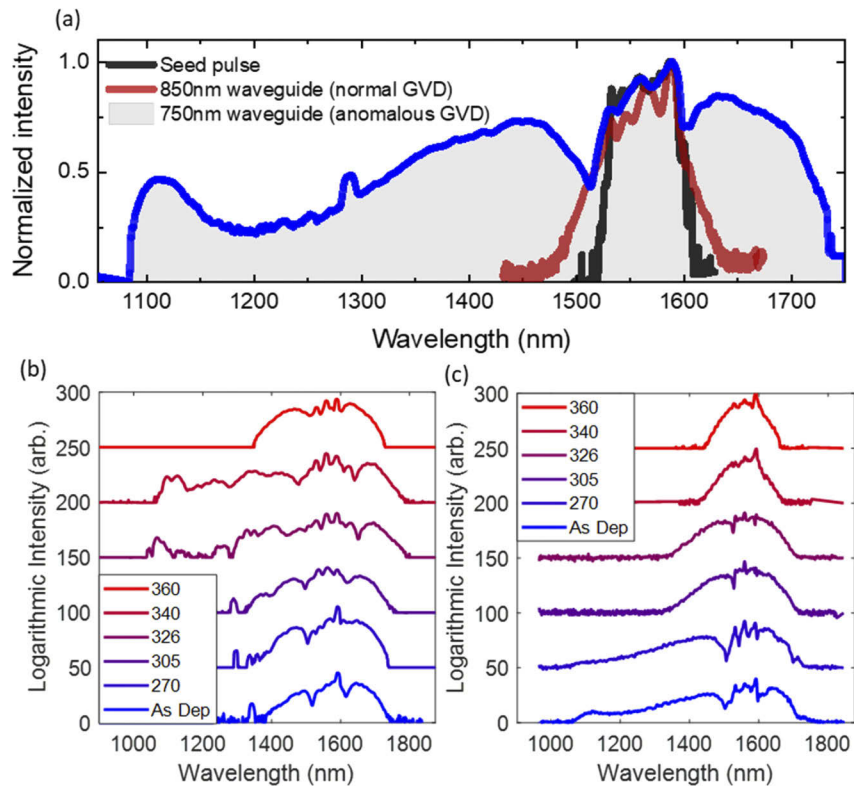 (a)
Normalized intensity
1.0
0.5
0.0
Seed pulse
850nm waveguide (normal GVD)
750nm waveguide (anomalous GVD)
1100 1200 1300 1400 1500 1600 1700
Wavelength (nm)
(b)
Logarithmic Intensity (arb.)
300
250
200
150
100
50
0
360
340
326
305
270
As Dep
1000 1200 1400 1600 1800
Wavelength (nm)
(c)
Logarithmic Intensity (arb.)
300
250
200
150
100
50
0
360
340
326
305
270
As Dep
1000 1200 1400 1600 1800
Wavelength (nm)